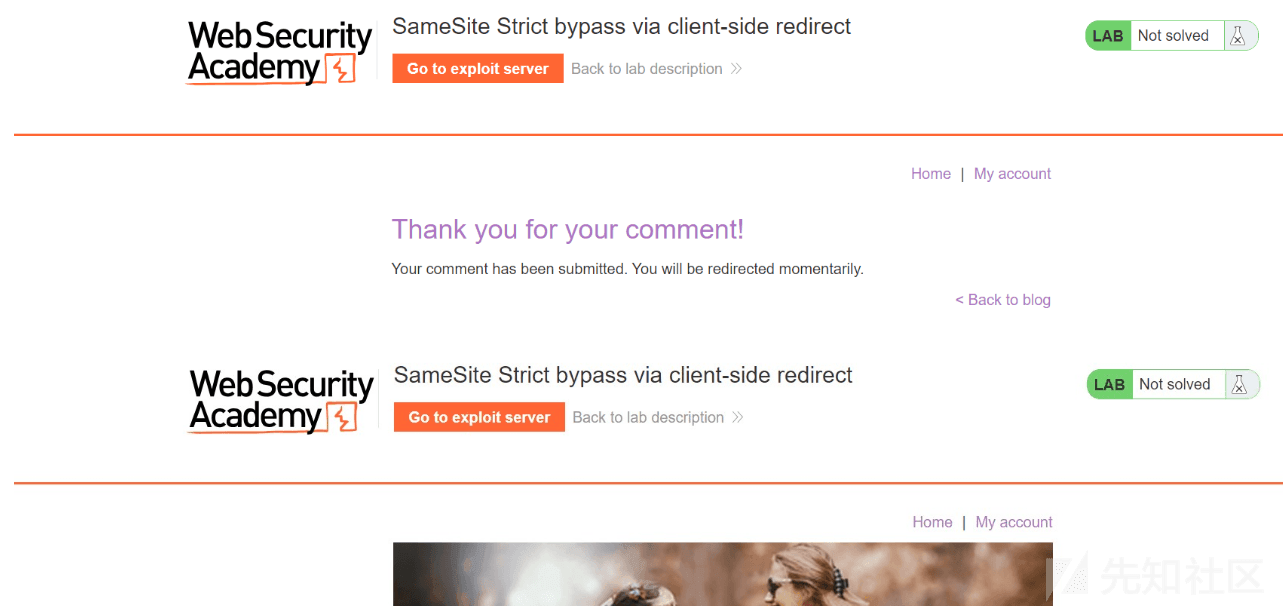 Web Security
Academy
SameSite Strict bypass via client-side redirect
Go to exploit server
Back to lab description
LAB Not solved
Home | My account
Thank you for your comment!
Your comment has been submitted. You will be redirected momentarily.
< Back to blog
Web Security
Academy
SameSite Strict bypass via client-side redirect
Go to exploit server
Back to lab description
LAB Not solved
Home | My account
先知社区